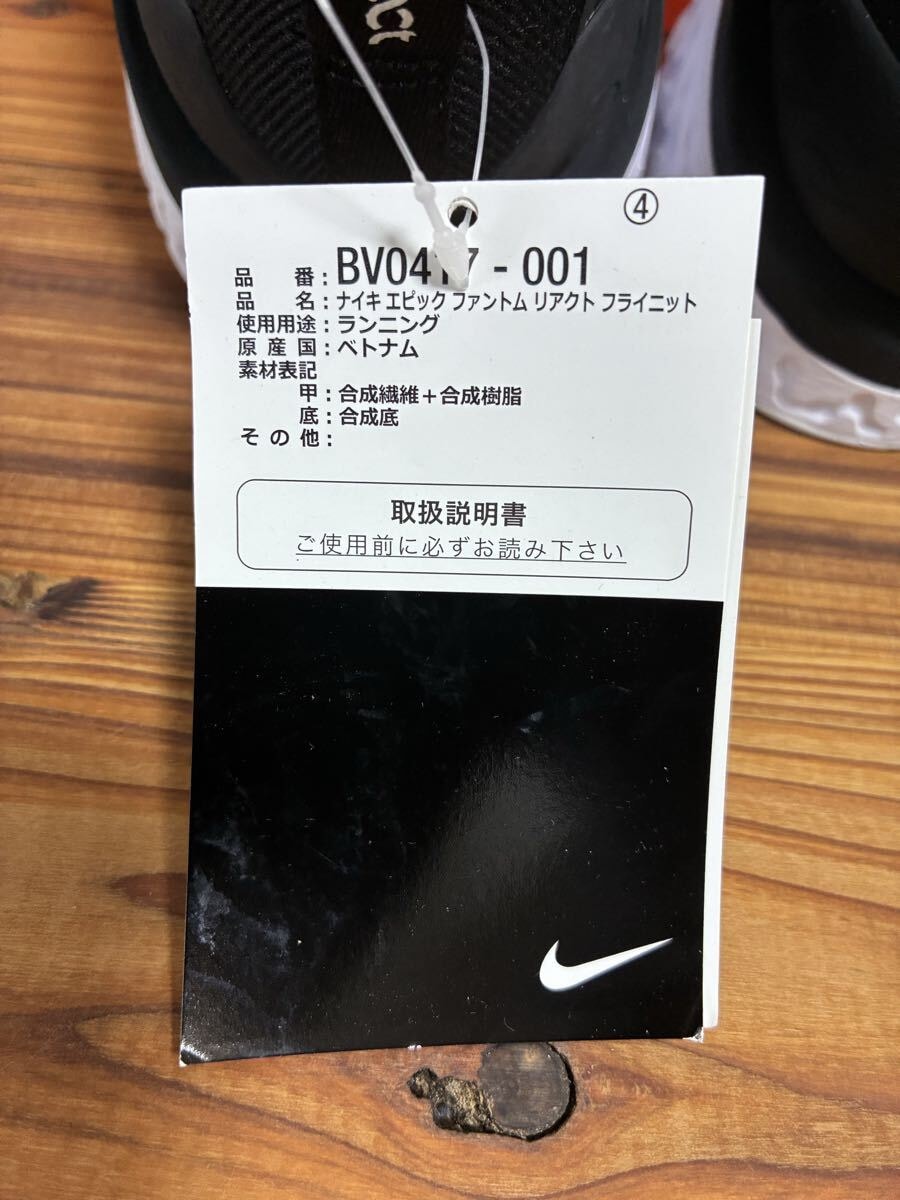 ct
④
品番：BV0417-001
品名：ナイキ エピック ファントム リアクト フライニット
使用用途：ランニング
原産国：ベトナム
素材表記
甲：合成繊維＋合成樹脂
底：合成底
その他：
取扱説明書
ご使用前に必ずお読み下さい